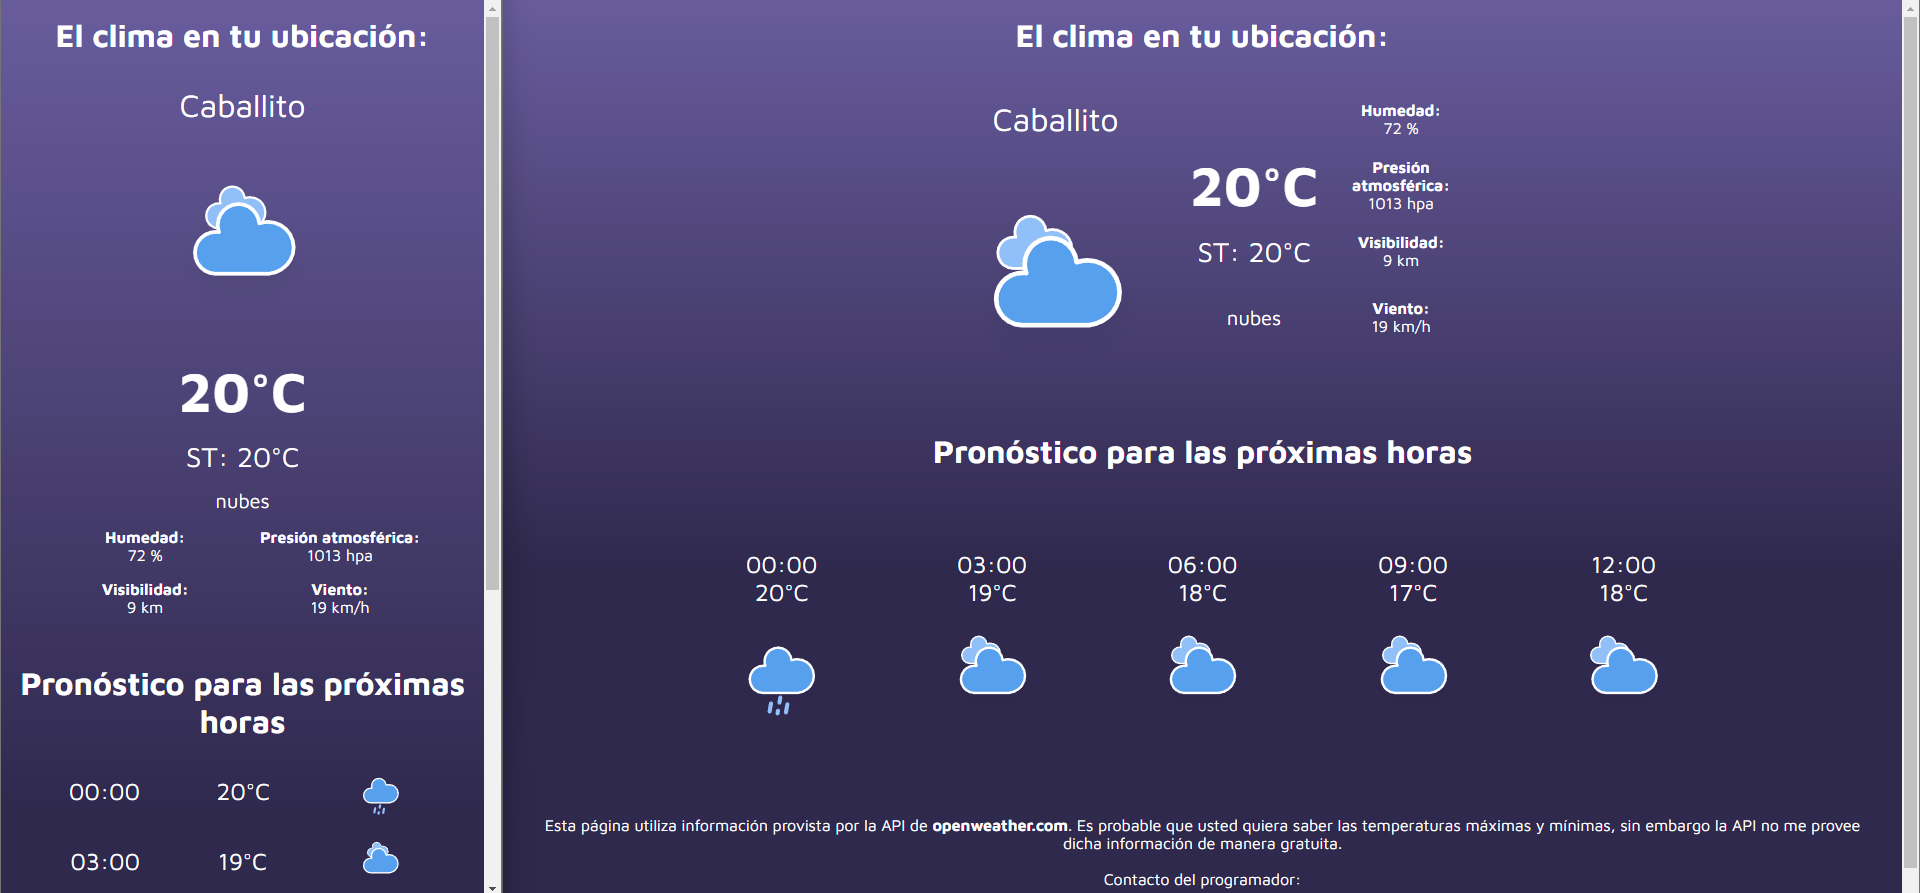 El clima en tu ubicación:
Caballito
20°C
ST: 20°C
nubes
Humedad:
72 %
Presión atmosférica:
1013 hpa
Visibilidad:
9 km
Viento:
19 km/h
Pronóstico para las próximas
horas
00:00 20°C
03:00 19°C
El clima en tu ubicación:
Caballito
20°C
ST: 20°C
nubes
Humedad:
72 %
Presión
atmosférica:
1013 hpa
Visibilidad:
9 km
Viento:
19 km/h
Pronóstico para las próximas horas
00:00 03:00 06:00 09:00 12:00
20°C 19°C 18°C 17°C 18°C
Esta página utiliza información provista por la API de openweather.com. Es probable que usted quiera saber las temperaturas máximas y mínimas, sin embargo la API no me provee
dicha información de manera gratuita.
Contacto del programador: